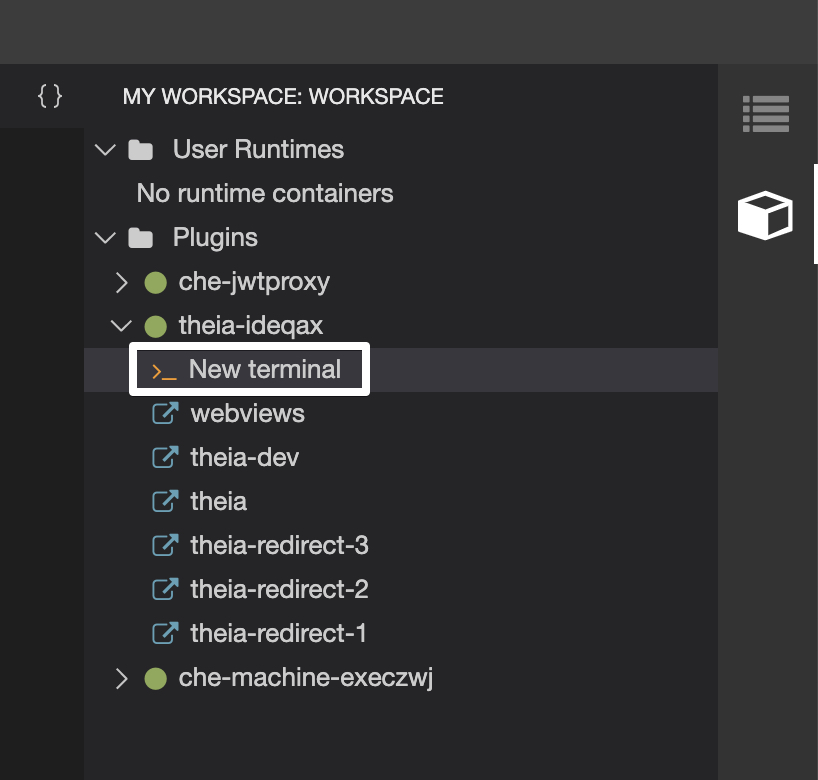 {} MY WORKSPACE: WORKSPACE
User Runtimes
No runtime containers
Plugins
che-jwtproxy
theia-ideqax
>_ New terminal
webviews
theia-dev
theia
theia-redirect-3
theia-redirect-2
theia-redirect-1
che-machine-execzwj